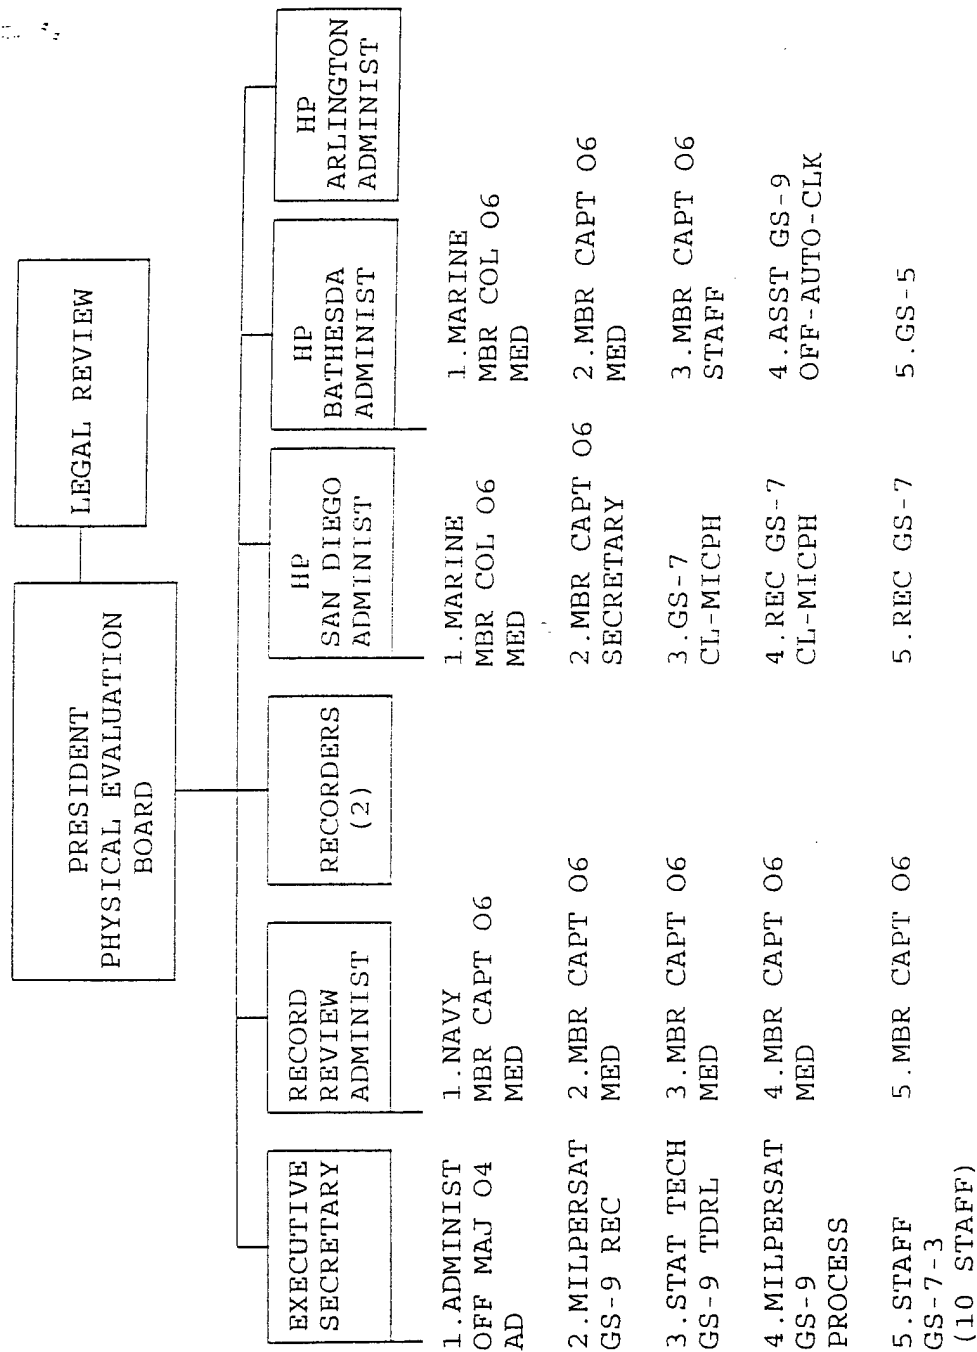 PRESIDENT
PHYSICAL EVALUATION
BOARD
LEGAL REVIEW
EXECUTIVE
SECRETARY
1.ADMINIST
OFF MAJ O4
AD
2.MILPERSAT
GS-9 REC
3.STAT TECH
GS-9 TDRL
4.MILPERSAT
GS-9
PROCESS
5.STAFF
GS-7-3
(10 STAFF)
RECORD
REVIEW
ADMINIST
1.NAVY
MBR CAPT O6
MED
2.MBR CAPT O6
MED
3.MBR CAPT O6
MED
4.MBR CAPT O6
MED
5.MBR CAPT O6
RECORDERS
(2)
HP
SAN DIEGO
ADMINIST
1.MARINE
MBR COL O6
MED
2.MBR CAPT O6
SECRETARY
3.GS-7
CL-MICPH
4.REC GS-7
CL-MICPH
5.REC GS-7
HP
BATHESDA
ADMINIST
1.MARINE
MBR COL O6
MED
2.MBR CAPT O6
MED
3.MBR CAPT O6
STAFF
4.ASST GS-9
OFF-AUTO-CLK
5.GS-5
HP
ARLINGTON
ADMINIST